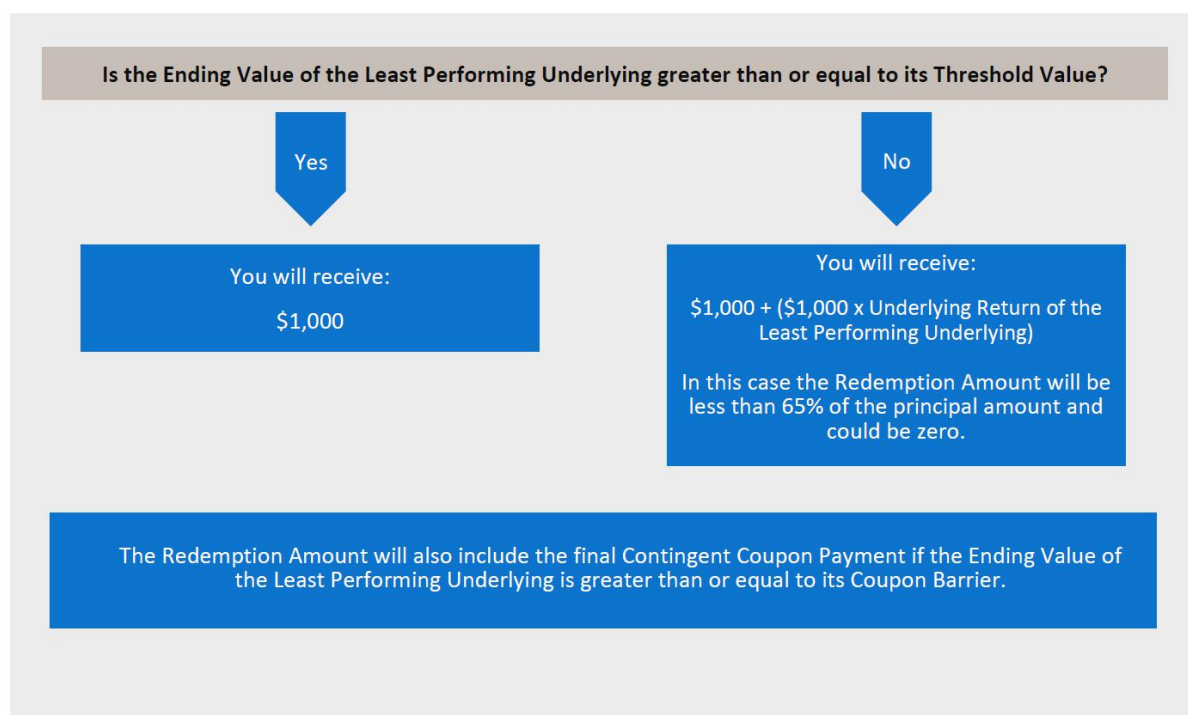 Is the Ending Value of the Least Performing Underlying greater than or equal to its Threshold Value?
Yes
No
You will receive:
$1,000
You will receive:
$1,000 + ($1,000 x Underlying Return of the
Least Performing Underlying)
In this case the Redemption Amount will be
less than 65% of the principal amount and
could be zero.
The Redemption Amount will also include the final Contingent Coupon Payment if the Ending Value of
the Least Performing Underlying is greater than or equal to its Coupon Barrier.